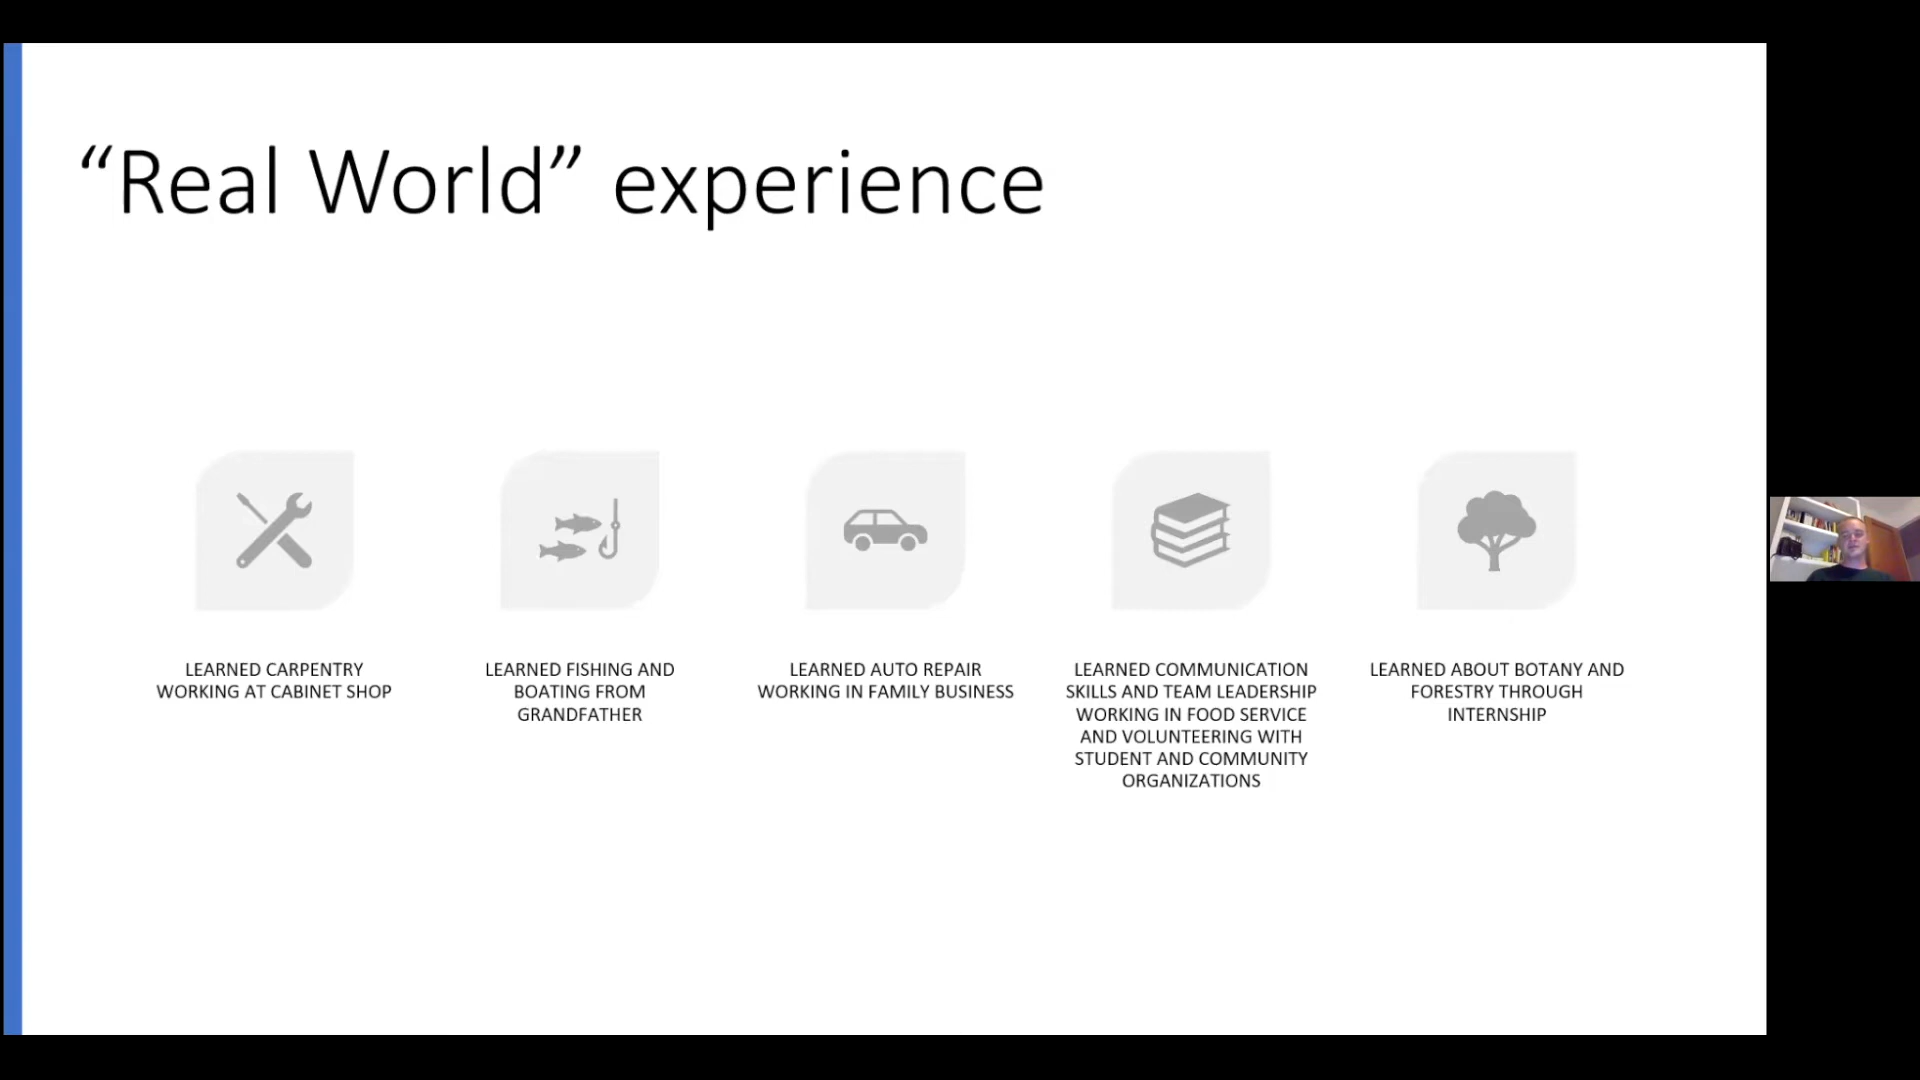 “Real World” experience
LEARNED CARPENTRY
WORKING AT CABINET SHOP
LEARNED FISHING AND
BOATING FROM
GRANDFATHER
LEARNED AUTO REPAIR
WORKING IN FAMILY BUSINESS
LEARNED COMMUNICATION
SKILLS AND TEAM LEADERSHIP
WORKING IN FOOD SERVICE
AND VOLUNTEERING WITH
STUDENT AND COMMUNITY
ORGANIZATIONS
LEARNED ABOUT BOTANY AND
FORESTRY THROUGH
INTERNSHIP